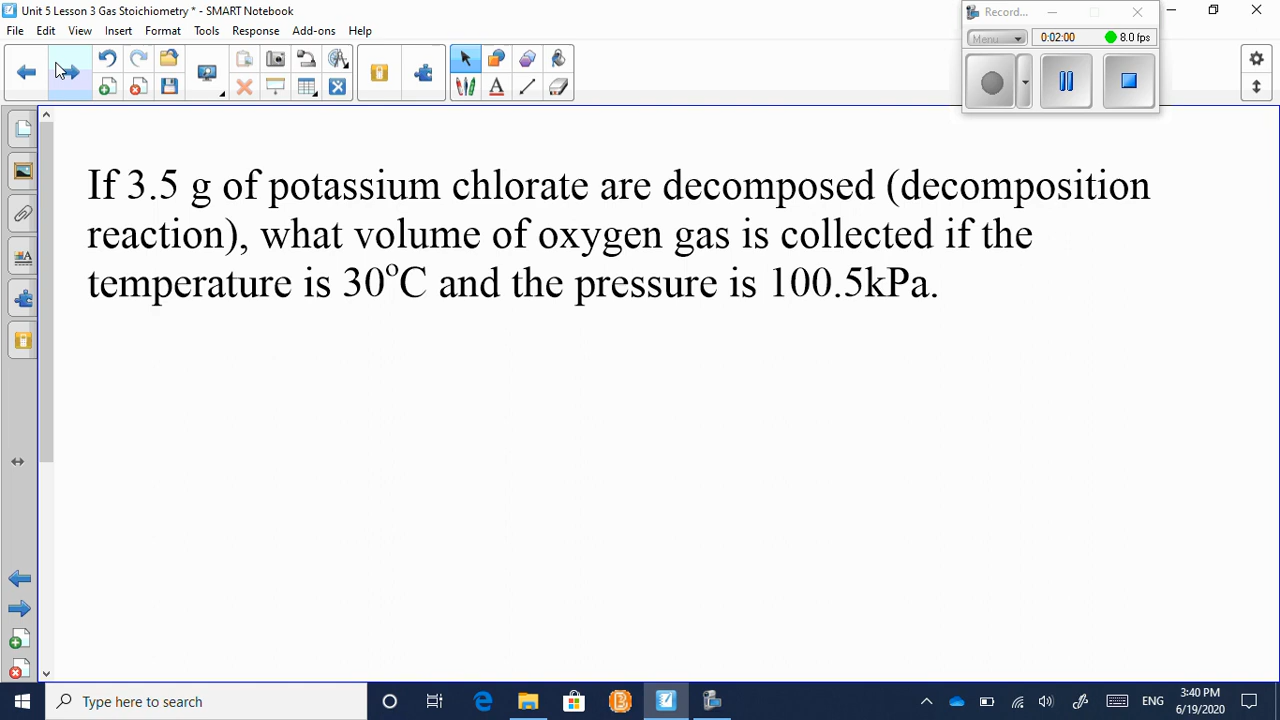 Unit 5 Lesson 3 Gas Stoichiometry * - SMART Notebook
File Edit View Insert Format Tools Response Add-ons Help
Record...
Menu 0:02:00 8.0 fps
If 3.5 g of potassium chlorate are decomposed (decomposition
reaction), what volume of oxygen gas is collected if the
temperature is 30°C and the pressure is 100.5kPa.
Type here to search
ENG
3:40 PM
6/19/2020